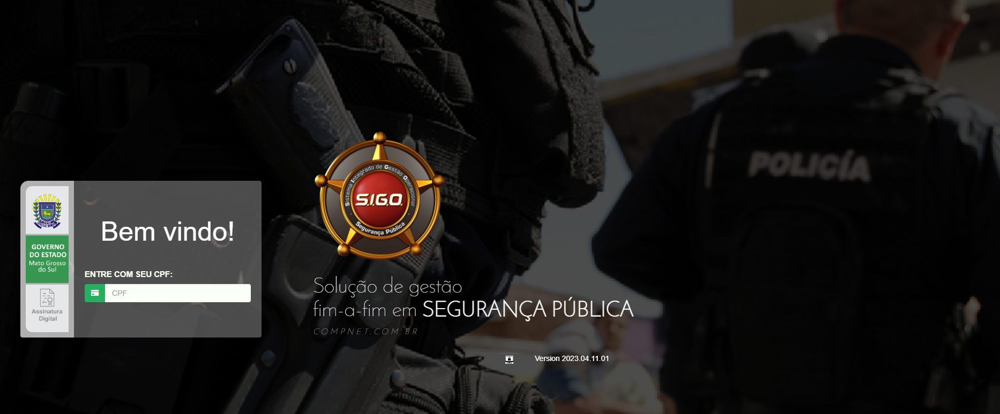 POLICÍA
Sistema Integrado de Gestão Operacional
S.I.G.O.
Segurança Pública
Bem vindo!
GOVERNO
DO ESTADO
Mato Grosso
do Sul
ENTRE COM SEU CPF:
CPF
Assinatura
Digital
Solução de gestão
fim-a-fim em SEGURANÇA PÚBLICA
COMPNET.COM.BR
Version 2023.04.11.01